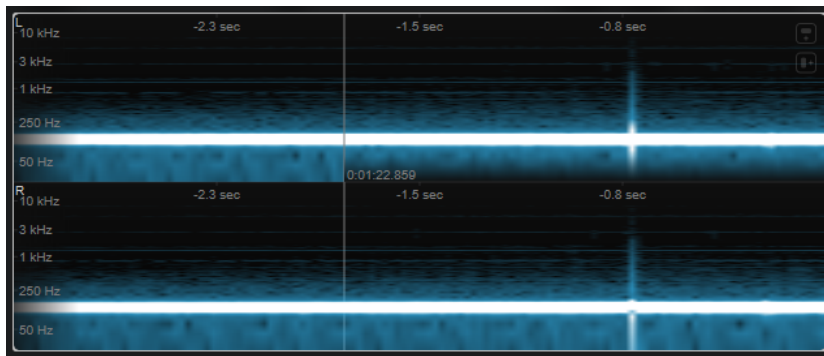 L
-2.3 sec -1.5 sec -0.8 sec
10 kHz
3 kHz
1 kHz
250 Hz
50 Hz
0:01:22.859
R
-2.3 sec -1.5 sec -0.8 sec
10 kHz
3 kHz
1 kHz
250 Hz
50 Hz